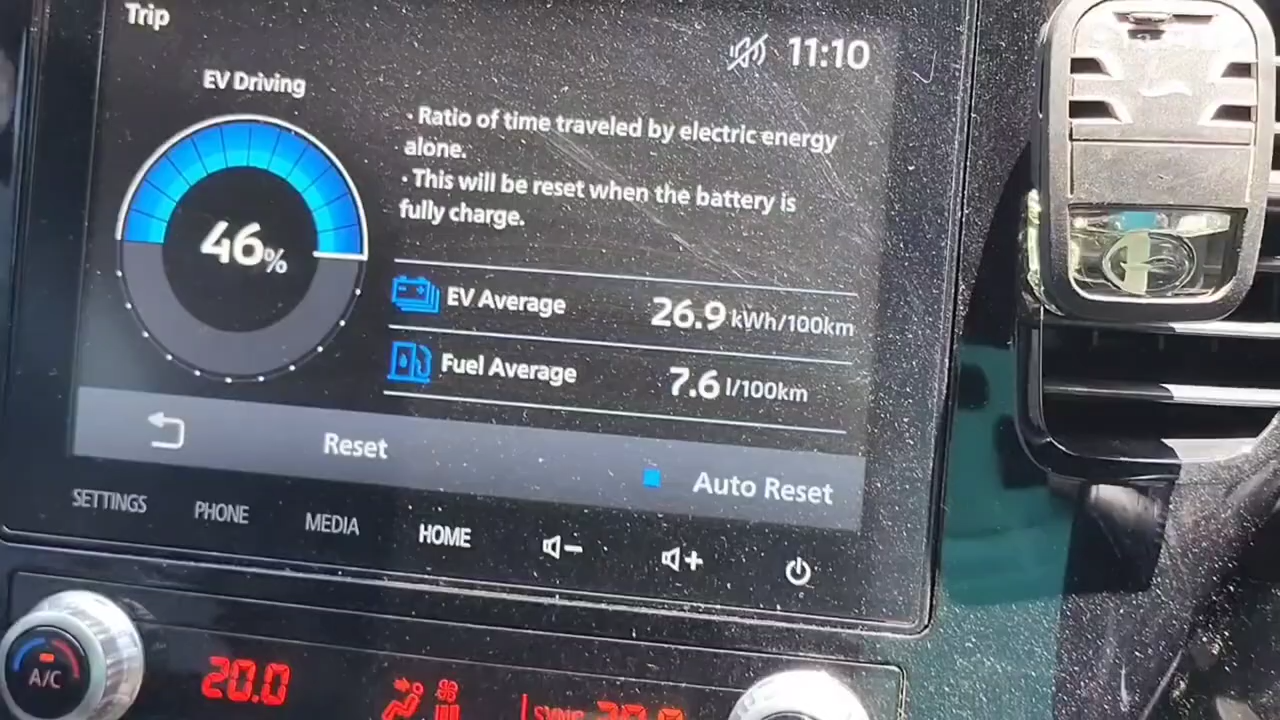 Trip
11:10
EV Driving
· Ratio of time traveled by electric energy
alone.
· This will be reset when the battery is
fully charge.
46%
EV Average 26.9 kWh/100km
Fuel Average 7.6 l/100km
Reset
Auto Reset
SETTINGS PHONE MEDIA HOME
A/C
20.0
SYNC